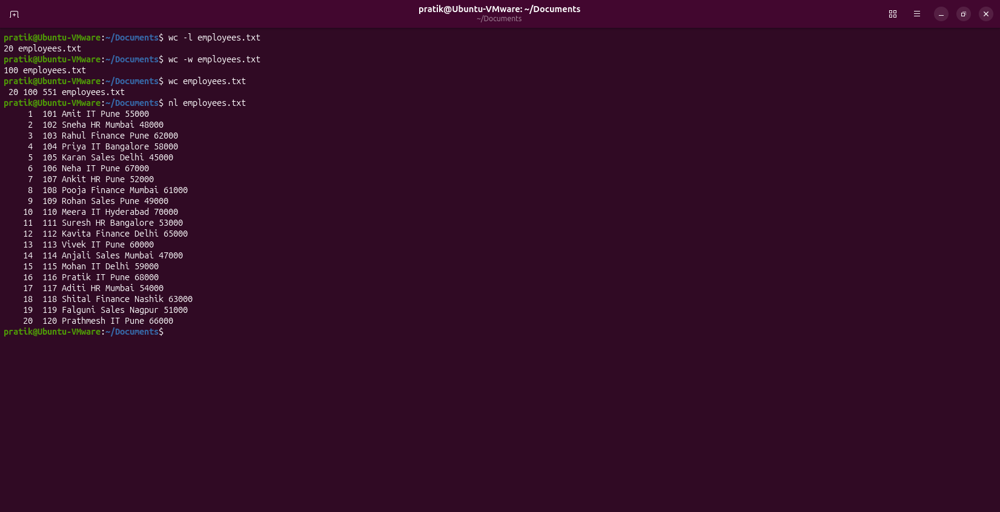 pratik@Ubuntu-VMware: ~/Documents
~/Documents
pratik@Ubuntu-VMware:~/Documents$ wc -l employees.txt
20 employees.txt
pratik@Ubuntu-VMware:~/Documents$ wc -w employees.txt
100 employees.txt
pratik@Ubuntu-VMware:~/Documents$ wc employees.txt
 20 100 551 employees.txt
pratik@Ubuntu-VMware:~/Documents$ nl employees.txt
     1  101 Amit IT Pune 55000
     2  102 Sneha HR Mumbai 48000
     3  103 Rahul Finance Pune 62000
     4  104 Priya IT Bangalore 58000
     5  105 Karan Sales Delhi 45000
     6  106 Neha IT Pune 67000
     7  107 Ankit HR Pune 52000
     8  108 Pooja Finance Mumbai 61000
     9  109 Rohan Sales Pune 49000
    10  110 Meera IT Hyderabad 70000
    11  111 Suresh HR Bangalore 53000
    12  112 Kavita Finance Delhi 65000
    13  113 Vivek IT Pune 60000
    14  114 Anjali Sales Mumbai 47000
    15  115 Mohan IT Delhi 59000
    16  116 Pratik IT Pune 68000
    17  117 Aditi HR Mumbai 54000
    18  118 Shital Finance Nashik 63000
    19  119 Falguni Sales Nagpur 51000
    20  120 Prathmesh IT Pune 66000
pratik@Ubuntu-VMware:~/Documents$